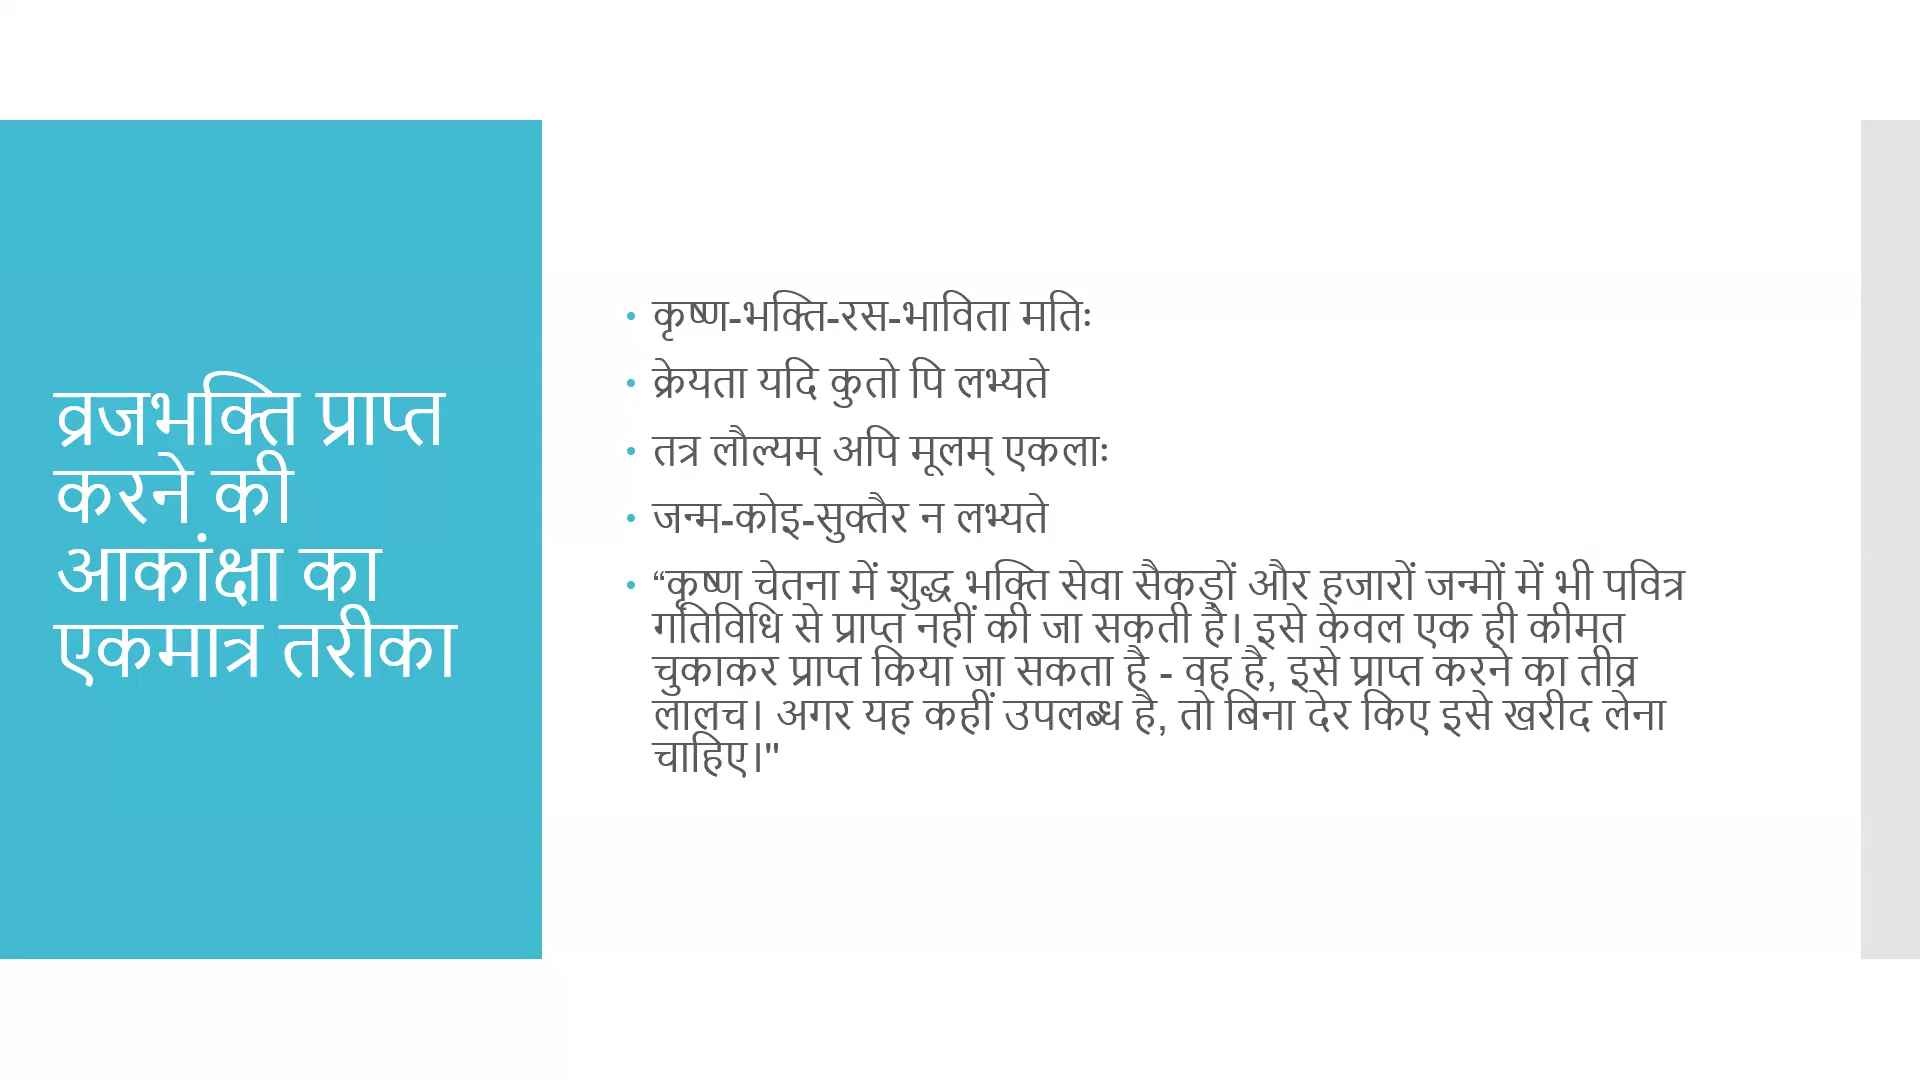 व्रजभक्ति प्राप्त
करने की
आकांक्षा का
एकमात्र तरीका
• कृष्ण-भक्ति-रस-भाविता मतिः
• क्रेयता यदि कुतो पि लभ्यते
• तत्र लौल्यम् अपि मूलम् एकलाः
• जन्म-कोइ-सुक्तैर न लभ्यते
• “कृष्ण चेतना में शुद्ध भक्ति सेवा सैकड़ों और हजारों जन्मों में भी पवित्र
गतिविधि से प्राप्त नहीं की जा सकती है। इसे केवल एक ही कीमत
चुकाकर प्राप्त किया जा सकता है - वह है, इसे प्राप्त करने का तीव्र
लालच। अगर यह कहीं उपलब्ध है, तो बिना देर किए इसे खरीद लेना
चाहिए।"